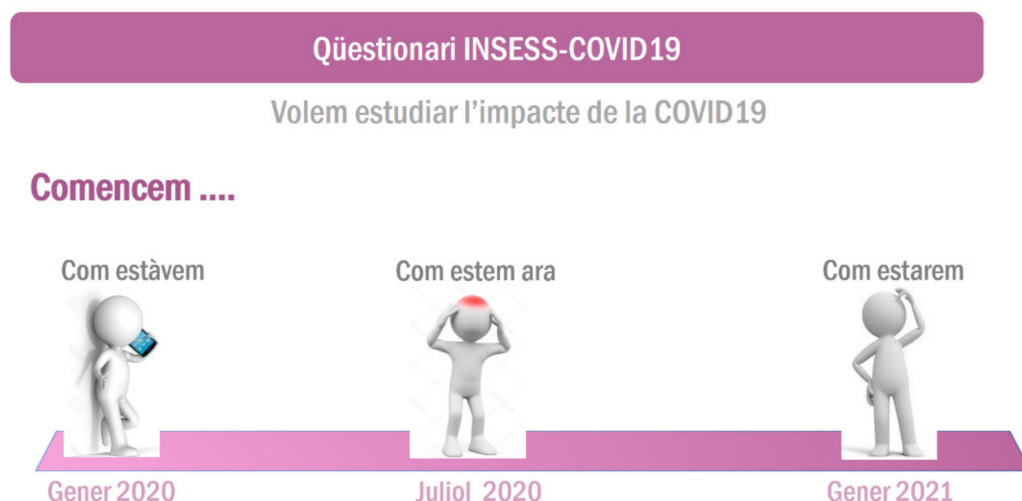 Qüestionari INSESS-COVID19
Volem estudiar l'impacte de la COVID19
Comencem ....
Com estàvem
Com estem ara
Com estarem
Gener 2020
Juliol 2020
Gener 2021